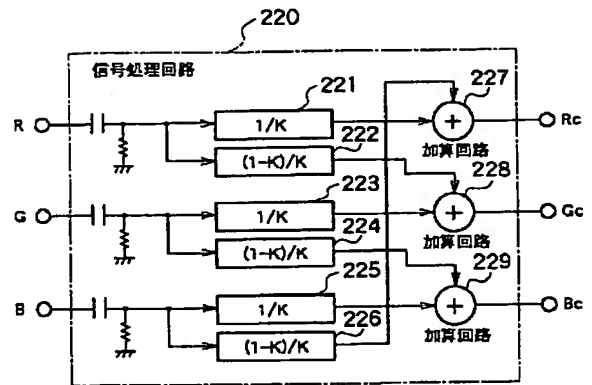 220
信号処理回路
221
227
R
1/K
+
Rc
222
加算回路
(1-K)/K
228
223
G
1/K
+
Gc
224
加算回路
(1-K)/K
229
225
B
1/K
+
Bc
226
加算回路
(1-K)/K